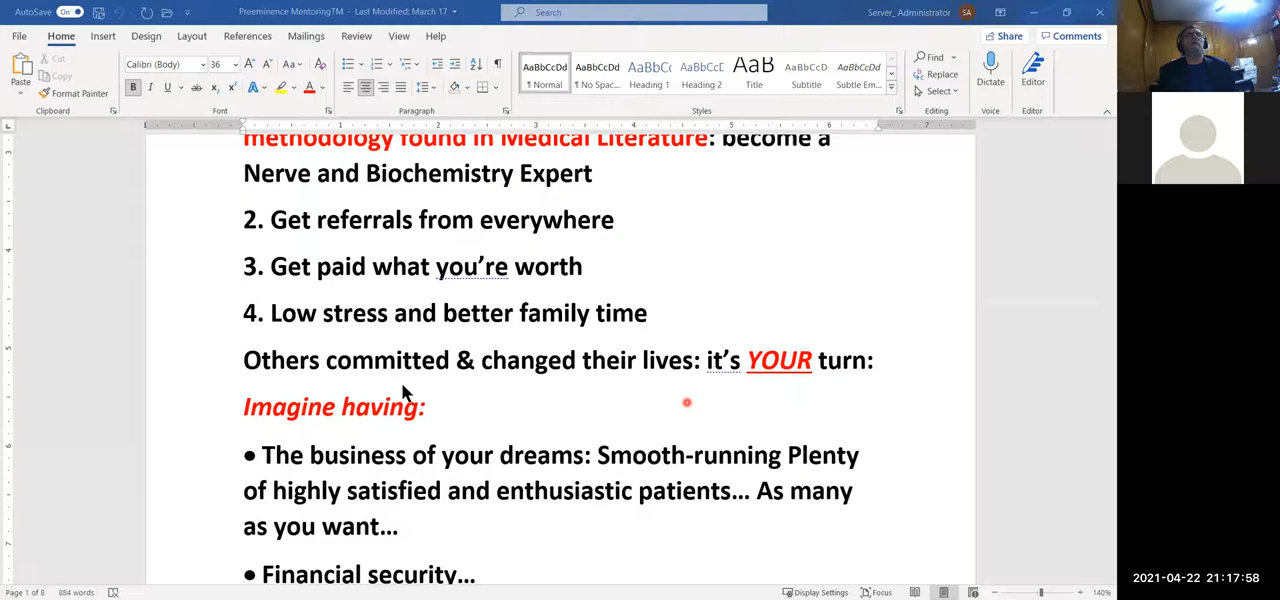 AutoSave On Preeminence MentoringTM - Last Modified: March 17 Search Server_Administrator SA
File Home Insert Design Layout References Mailings Review View Help Share Comments
Paste Cut Copy Format Painter
Clipboard
Calibri (Body) 36
Font
Paragraph
AaBbCcDd AaBbCcDd AaBbCc AaBbCcD AaB AaBbCcD AaBbCcDd
¶ Normal ¶ No Spac... Heading 1 Heading 2 Title Subtitle Subtle Em...
Styles
Find
Replace
Select
Editing
Dictate
Voice
Editor
Editor
methodology found in Medical Literature: become a
Nerve and Biochemistry Expert
2. Get referrals from everywhere
3. Get paid what you’re worth
4. Low stress and better family time
Others committed & changed their lives: it’s YOUR turn:
Imagine having:
• The business of your dreams: Smooth-running Plenty
of highly satisfied and enthusiastic patients… As many
as you want…
• Financial security…
Page 1 of 8 884 words Display Settings Focus 140%
2021-04-22 21:17:58